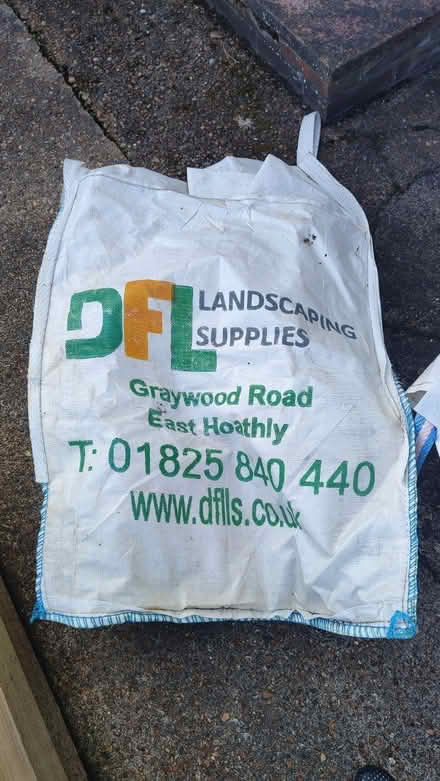 DFL LANDSCAPING
SUPPLIES
Graywood Road
East Hoathly
T: 01825 840 440
www.dflls.co.uk